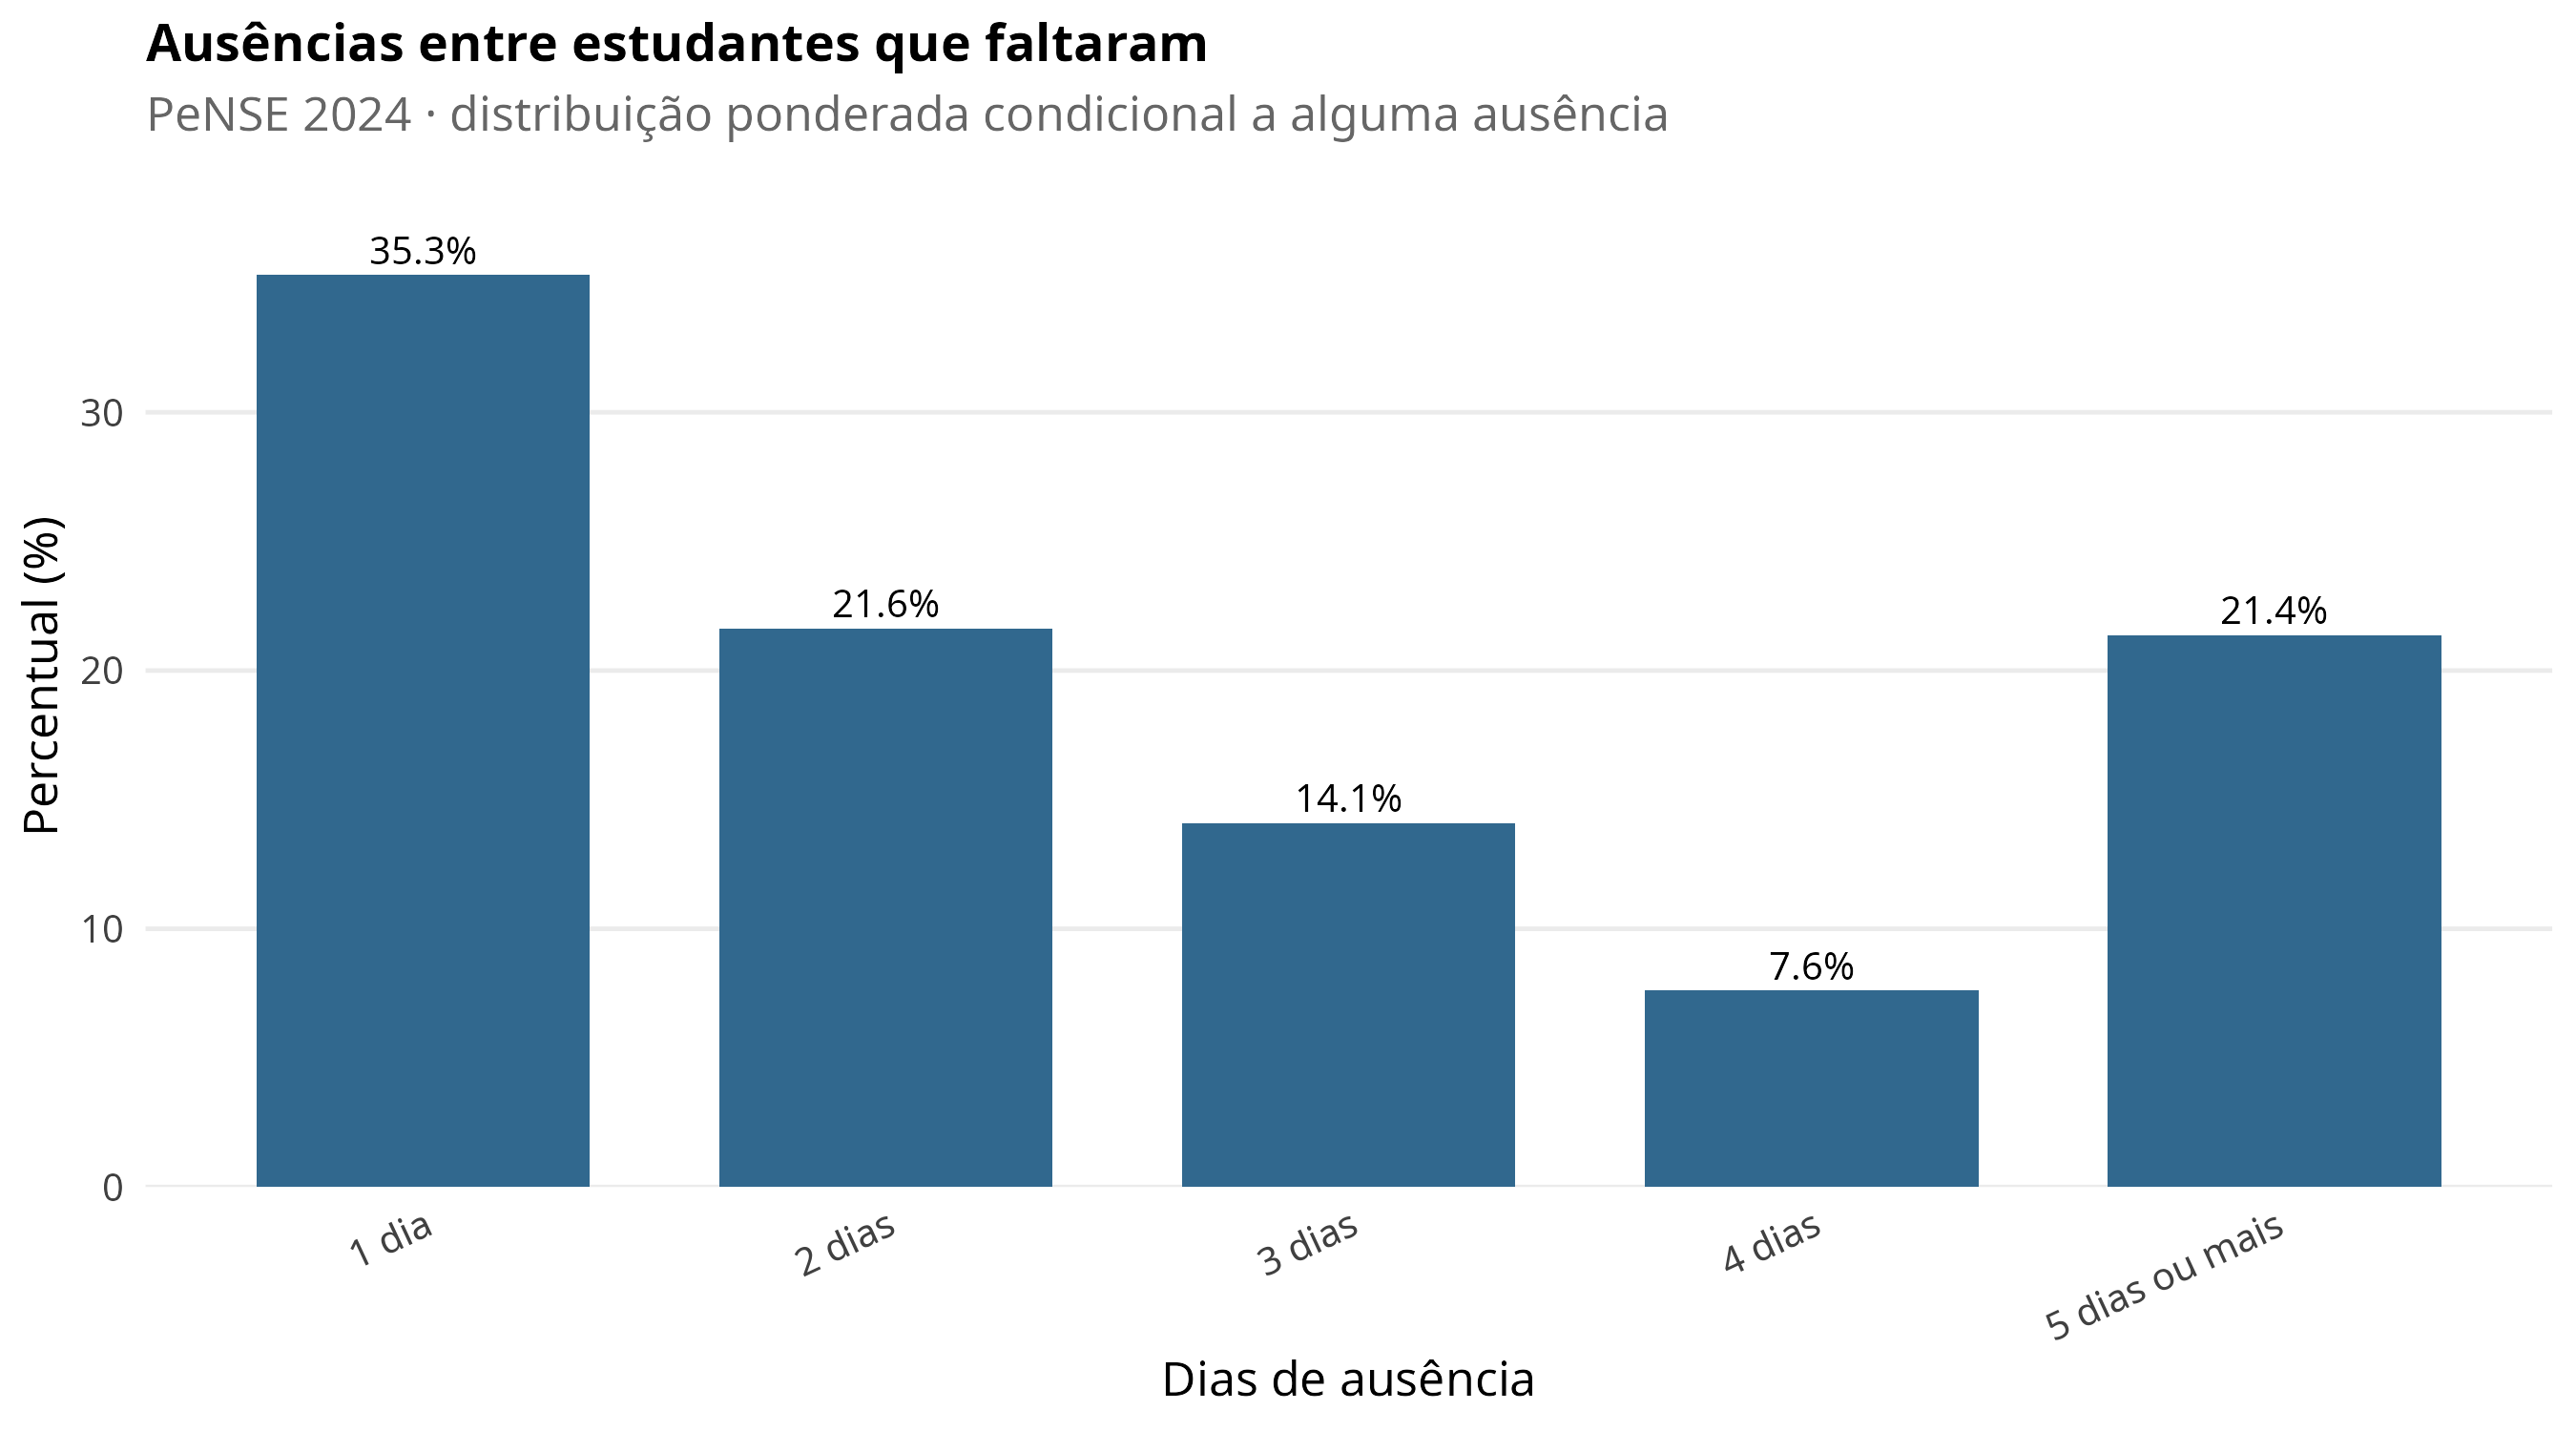 Ausências entre estudantes que faltaram
PeNSE 2024 · distribuição ponderada condicional a alguma ausência
35.3%
21.6%
14.1%
7.6%
21.4%
Percentual (%)
30
20
10
0
1 dia
2 dias
3 dias
4 dias
5 dias ou mais
Dias de ausência